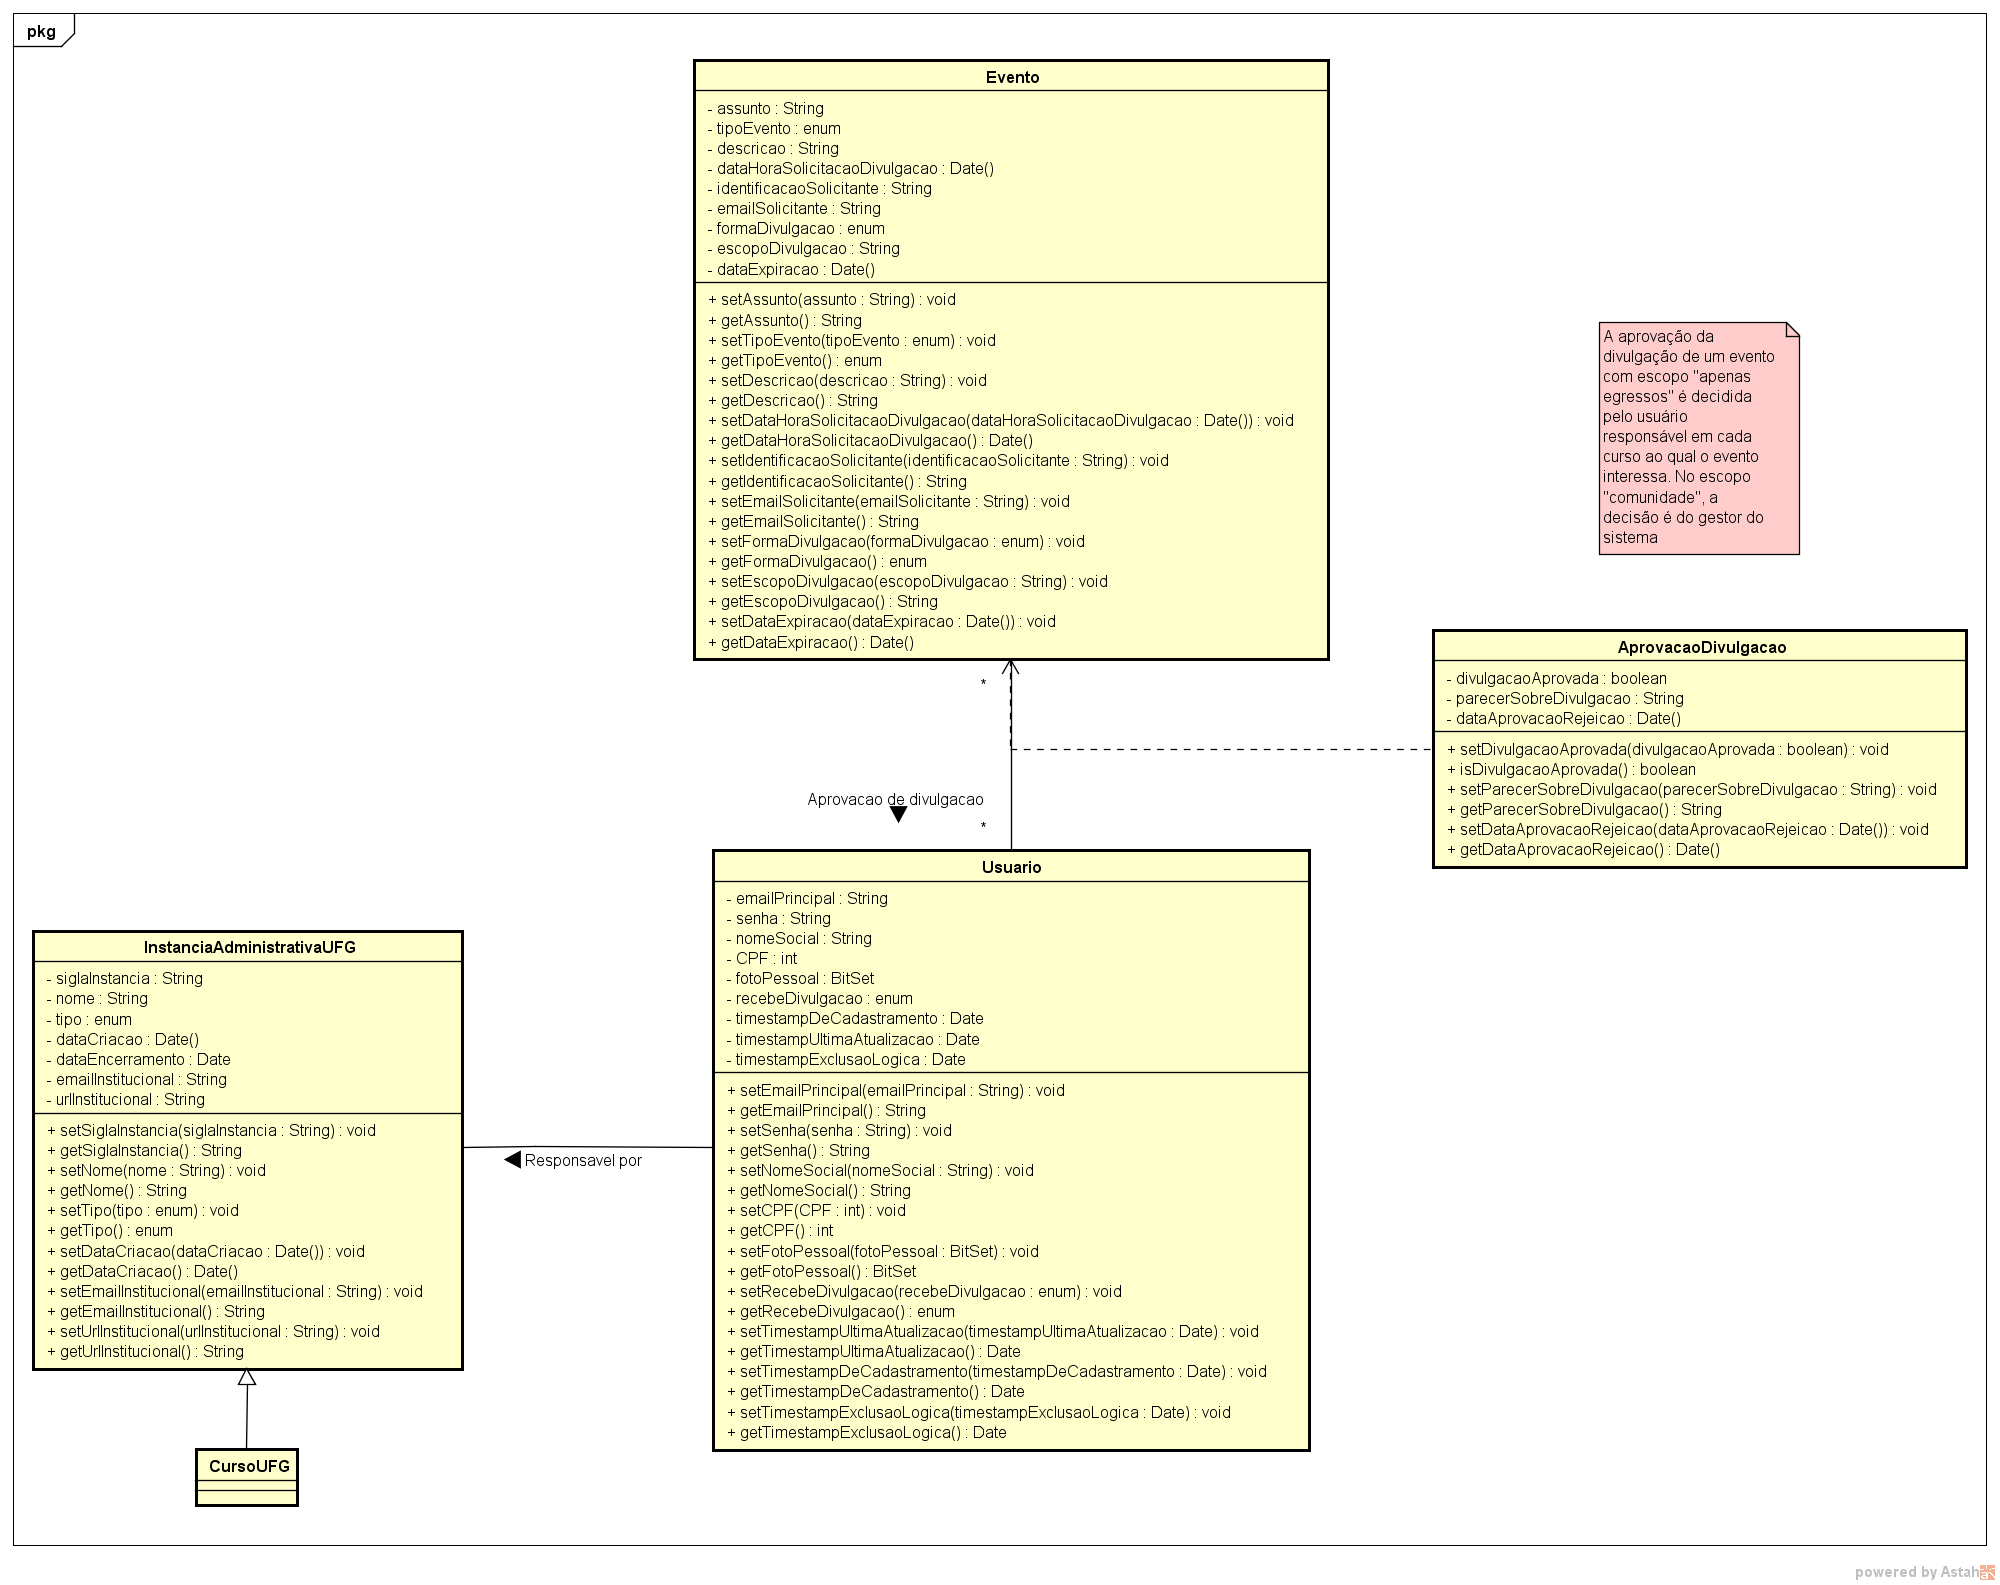 pkg
Evento
- assunto : String
- tipoEvento : enum
- descricao : String
- dataHoraSolicitacaoDivulgacao : Date()
- identificacaoSolicitante : String
- emailSolicitante : String
- formaDivulgacao : enum
- escopoDivulgacao : String
- dataExpiracao : Date()
+ setAssunto(assunto : String) : void
+ getAssunto() : String
+ setTipoEvento(tipoEvento : enum) : void
+ getTipoEvento() : enum
+ setDescricao(descricao : String) : void
+ getDescricao() : String
+ setDataHoraSolicitacaoDivulgacao(dataHoraSolicitacaoDivulgacao : Date()) : void
+ getDataHoraSolicitacaoDivulgacao() : Date()
+ setIdentificacaoSolicitante(identificacaoSolicitante : String) : void
+ getIdentificacaoSolicitante() : String
+ setEmailSolicitante(emailSolicitante : String) : void
+ getEmailSolicitante() : String
+ setFormaDivulgacao(formaDivulgacao : enum) : void
+ getFormaDivulgacao() : enum
+ setEscopoDivulgacao(escopoDivulgacao : String) : void
+ getEscopoDivulgacao() : String
+ setDataExpiracao(dataExpiracao : Date()) : void
+ getDataExpiracao() : Date()
A aprovação da
divulgação de um evento
com escopo "apenas
egressos" é decidida
pelo usuário
responsável em cada
curso ao qual o evento
interessa. No escopo
"comunidade", a
decisão é do gestor do
sistema
AprovacaoDivulgacao
- divulgacaoAprovada : boolean
- parecerSobreDivulgacao : String
- dataAprovacaoRejeicao : Date()
+ setDivulgacaoAprovada(divulgacaoAprovada : boolean) : void
+ isDivulgacaoAprovada() : boolean
+ setParecerSobreDivulgacao(parecerSobreDivulgacao : String) : void
+ getParecerSobreDivulgacao() : String
+ setDataAprovacaoRejeicao(dataAprovacaoRejeicao : Date()) : void
+ getDataAprovacaoRejeicao() : Date()
*
Aprovacao de divulgacao
*
Usuario
- emailPrincipal : String
- senha : String
- nomeSocial : String
- CPF : int
- fotoPessoal : BitSet
- recebeDivulgacao : enum
- timestampDeCadastramento : Date
- timestampUltimaAtualizacao : Date
- timestampExclusaoLogica : Date
+ setEmailPrincipal(emailPrincipal : String) : void
+ getEmailPrincipal() : String
+ setSenha(senha : String) : void
+ getSenha() : String
+ setNomeSocial(nomeSocial : String) : void
+ getNomeSocial() : String
+ setCPF(CPF : int) : void
+ getCPF() : int
+ setFotoPessoal(fotoPessoal : BitSet) : void
+ getFotoPessoal() : BitSet
+ setRecebeDivulgacao(recebeDivulgacao : enum) : void
+ getRecebeDivulgacao() : enum
+ setTimestampUltimaAtualizacao(timestampUltimaAtualizacao : Date) : void
+ getTimestampUltimaAtualizacao() : Date
+ setTimestampDeCadastramento(timestampDeCadastramento : Date) : void
+ getTimestampDeCadastramento() : Date
+ setTimestampExclusaoLogica(timestampExclusaoLogica : Date) : void
+ getTimestampExclusaoLogica() : Date
InstanciaAdministrativaUFG
- siglaInstancia : String
- nome : String
- tipo : enum
- dataCriacao : Date()
- dataEncerramento : Date
- emailInstitucional : String
- urlInstitucional : String
+ setSiglaInstancia(siglaInstancia : String) : void
+ getSiglaInstancia() : String
+ setNome(nome : String) : void
+ getNome() : String
+ setTipo(tipo : enum) : void
+ getTipo() : enum
+ setDataCriacao(dataCriacao : Date()) : void
+ getDataCriacao() : Date()
+ setEmailInstitucional(emailInstitucional : String) : void
+ getEmailInstitucional() : String
+ setUrlInstitucional(urlInstitucional : String) : void
+ getUrlInstitucional() : String
Responsavel por
CursoUFG
powered by Astah